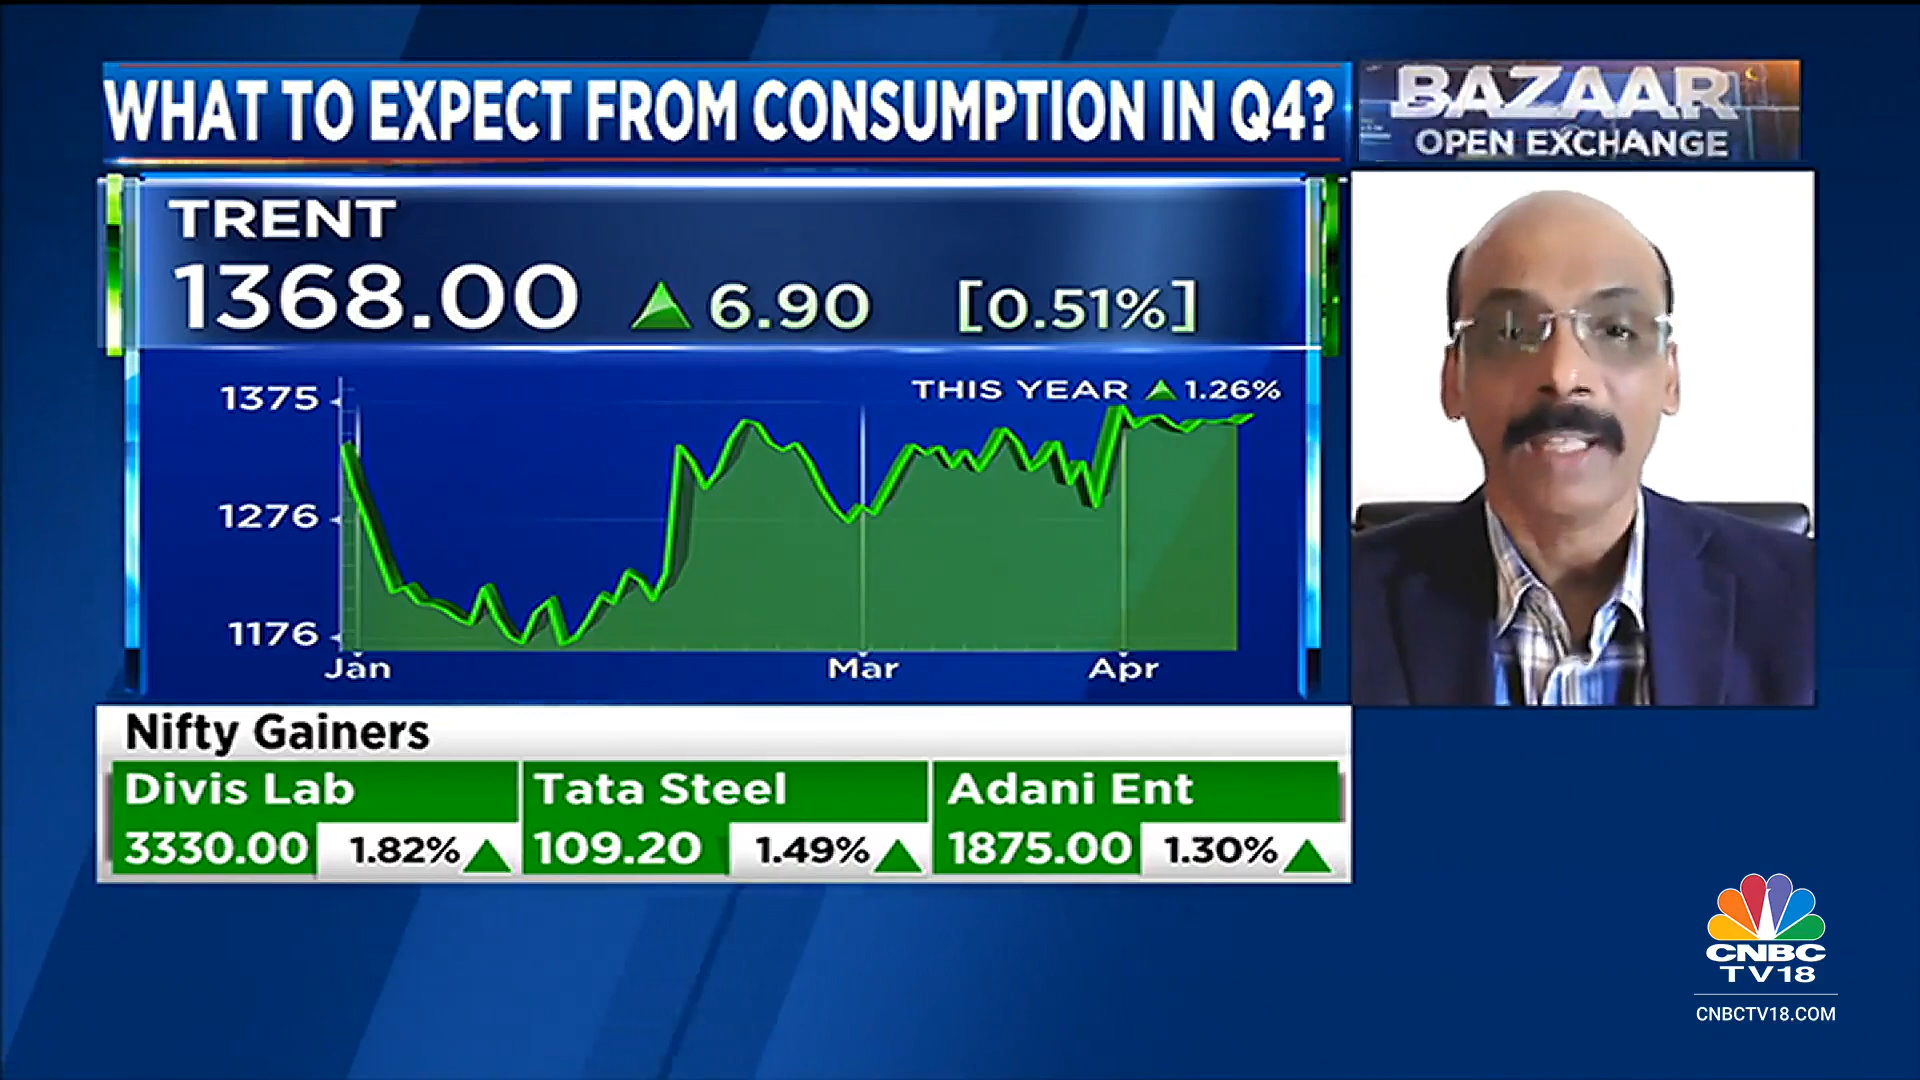 WHAT TO EXPECT FROM CONSUMPTION IN Q4?
BAZAAR
OPEN EXCHANGE
TRENT
1368.00 ▲ 6.90 [0.51%]
THIS YEAR ▲ 1.26%
1375
1276
1176
Jan Mar Apr
Nifty Gainers
Divis Lab Tata Steel Adani Ent
3330.00 1.82% ▲ 109.20 1.49% ▲ 1875.00 1.30% ▲
CNBC
TV18
CNBCTV18.COM